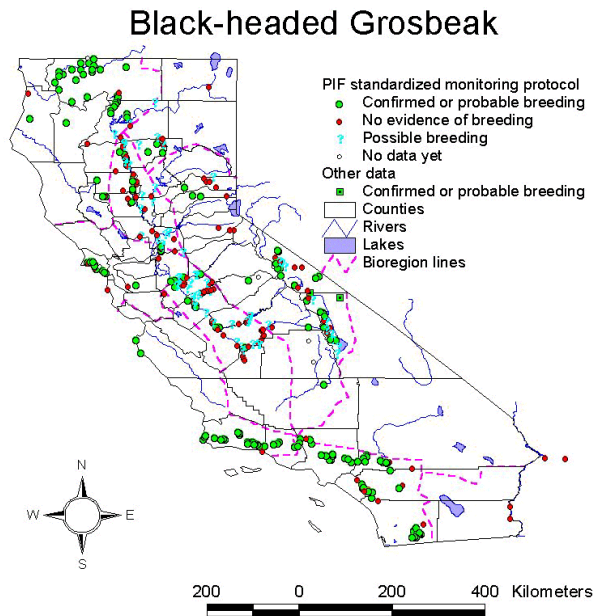 Black-headed Grosbeak
PIF standardized monitoring protocol
Confirmed or probable breeding
No evidence of breeding
? Possible breeding
No data yet
Other data
Confirmed or probable breeding
Counties
Rivers
Lakes
Bioregion lines
N
W E
S
200 0 200 400 Kilometers